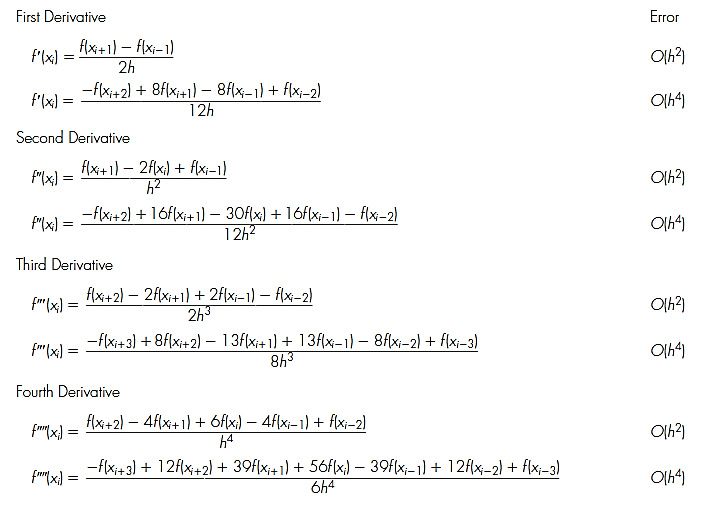 First Derivative Error
f'(xᵢ) = f(xᵢ₊₁) − f(xᵢ₋₁) / 2h O(h²)
f'(xᵢ) = −f(xᵢ₊₂) + 8f(xᵢ₊₁) − 8f(xᵢ₋₁) + f(xᵢ₋₂) / 12h O(h⁴)
Second Derivative
f''(xᵢ) = f(xᵢ₊₁) − 2f(xᵢ) + f(xᵢ₋₁) / h² O(h²)
f''(xᵢ) = −f(xᵢ₊₂) + 16f(xᵢ₊₁) − 30f(xᵢ) + 16f(xᵢ₋₁) − f(xᵢ₋₂) / 12h² O(h⁴)
Third Derivative
f'''(xᵢ) = f(xᵢ₊₂) − 2f(xᵢ₊₁) + 2f(xᵢ₋₁) − f(xᵢ₋₂) / 2h³ O(h²)
f'''(xᵢ) = −f(xᵢ₊₃) + 8f(xᵢ₊₂) − 13f(xᵢ₊₁) + 13f(xᵢ₋₁) − 8f(xᵢ₋₂) + f(xᵢ₋₃) / 8h³ O(h⁴)
Fourth Derivative
f''''(xᵢ) = f(xᵢ₊₂) − 4f(xᵢ₊₁) + 6f(xᵢ) − 4f(xᵢ₋₁) + f(xᵢ₋₂) / h⁴ O(h²)
f''''(xᵢ) = −f(xᵢ₊₃) + 12f(xᵢ₊₂) + 39f(xᵢ₊₁) + 56f(xᵢ) − 39f(xᵢ₋₁) + 12f(xᵢ₋₂) + f(xᵢ₋₃) / 6h⁴ O(h⁴)